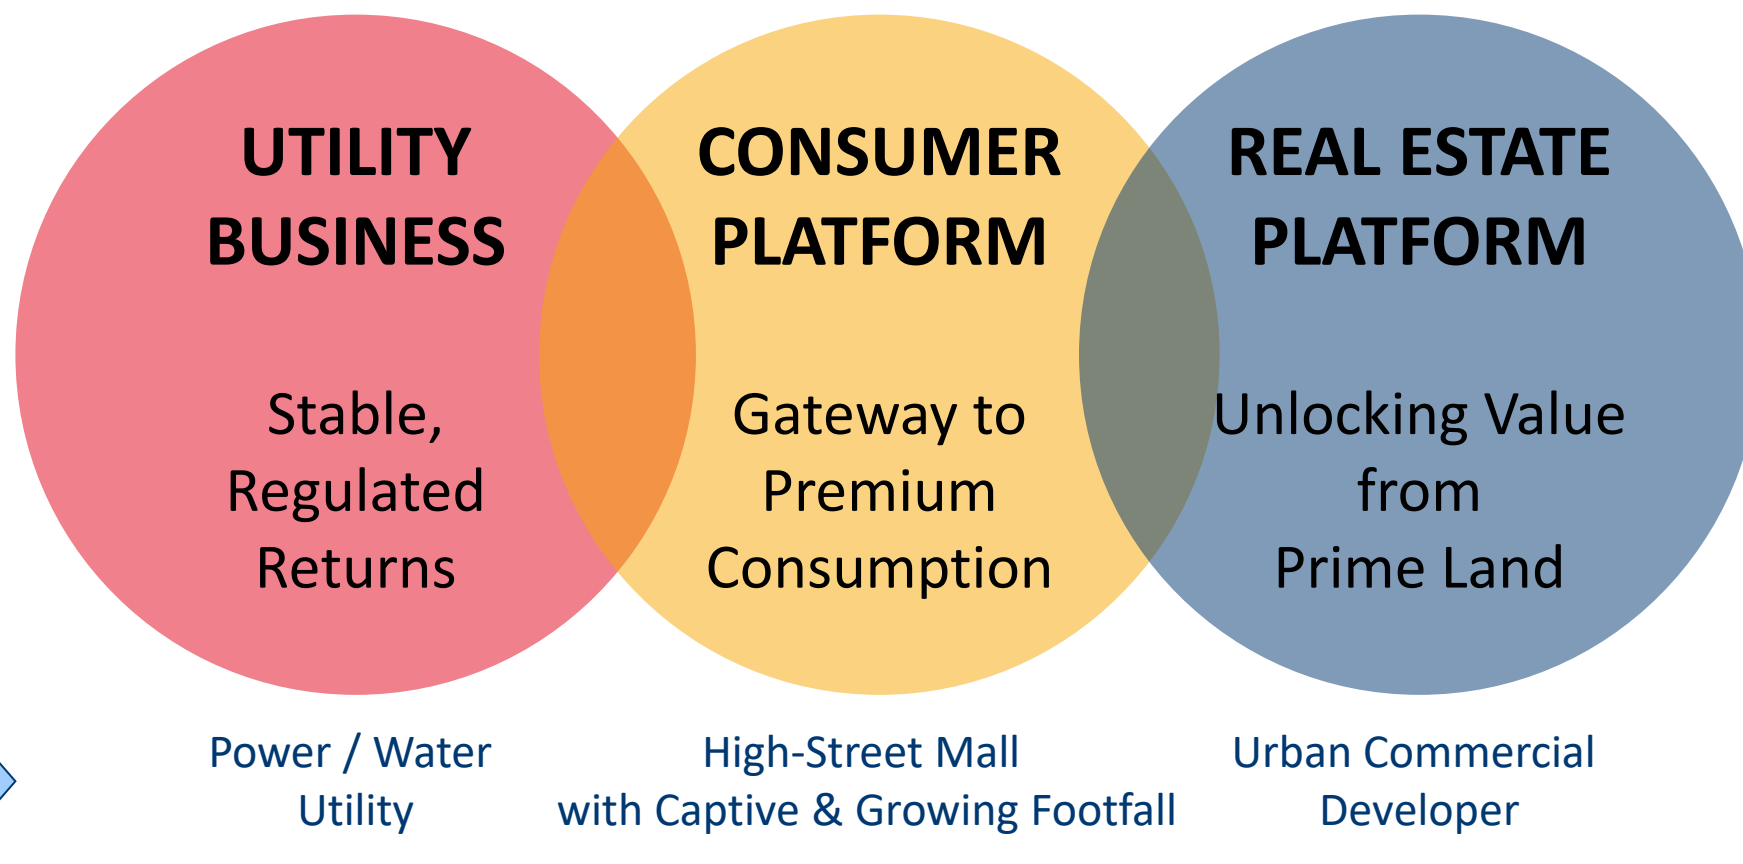 UTILITY
BUSINESS
Stable,
Regulated
Returns
Power / Water
Utility
CONSUMER
PLATFORM
Gateway to
Premium
Consumption
High-Street Mall
with Captive & Growing Footfall
REAL ESTATE
PLATFORM
Unlocking Value
from
Prime Land
Urban Commercial
Developer